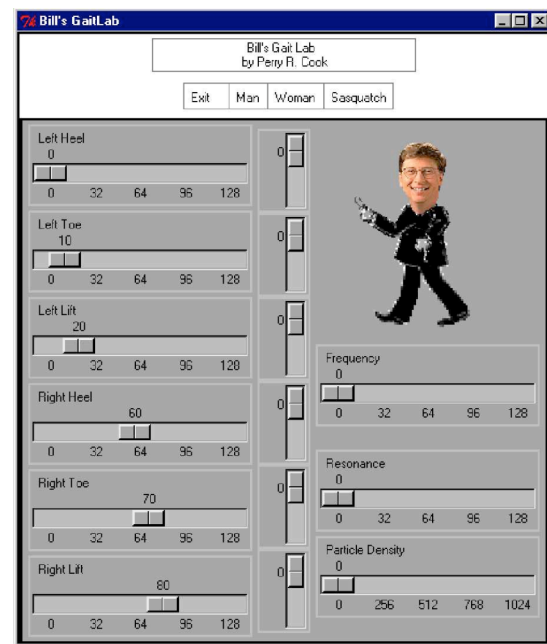 7k Bill's GaitLab
Bill's Gait Lab
by Perry R. Cook
Exit Man Woman Sasquatch
Left Heel
0
0 32 64 96 128
0
Left Toe
10
0 32 64 96 128
0
Left Lift
20
0 32 64 96 128
0
Right Heel
60
0 32 64 96 128
0
Right Toe
70
0 32 64 96 128
0
Right Lift
80
0 32 64 96 128
0
Frequency
0
0 32 64 96 128
Resonance
0
0 32 64 96 128
Particle Density
0
0 256 512 768 1024